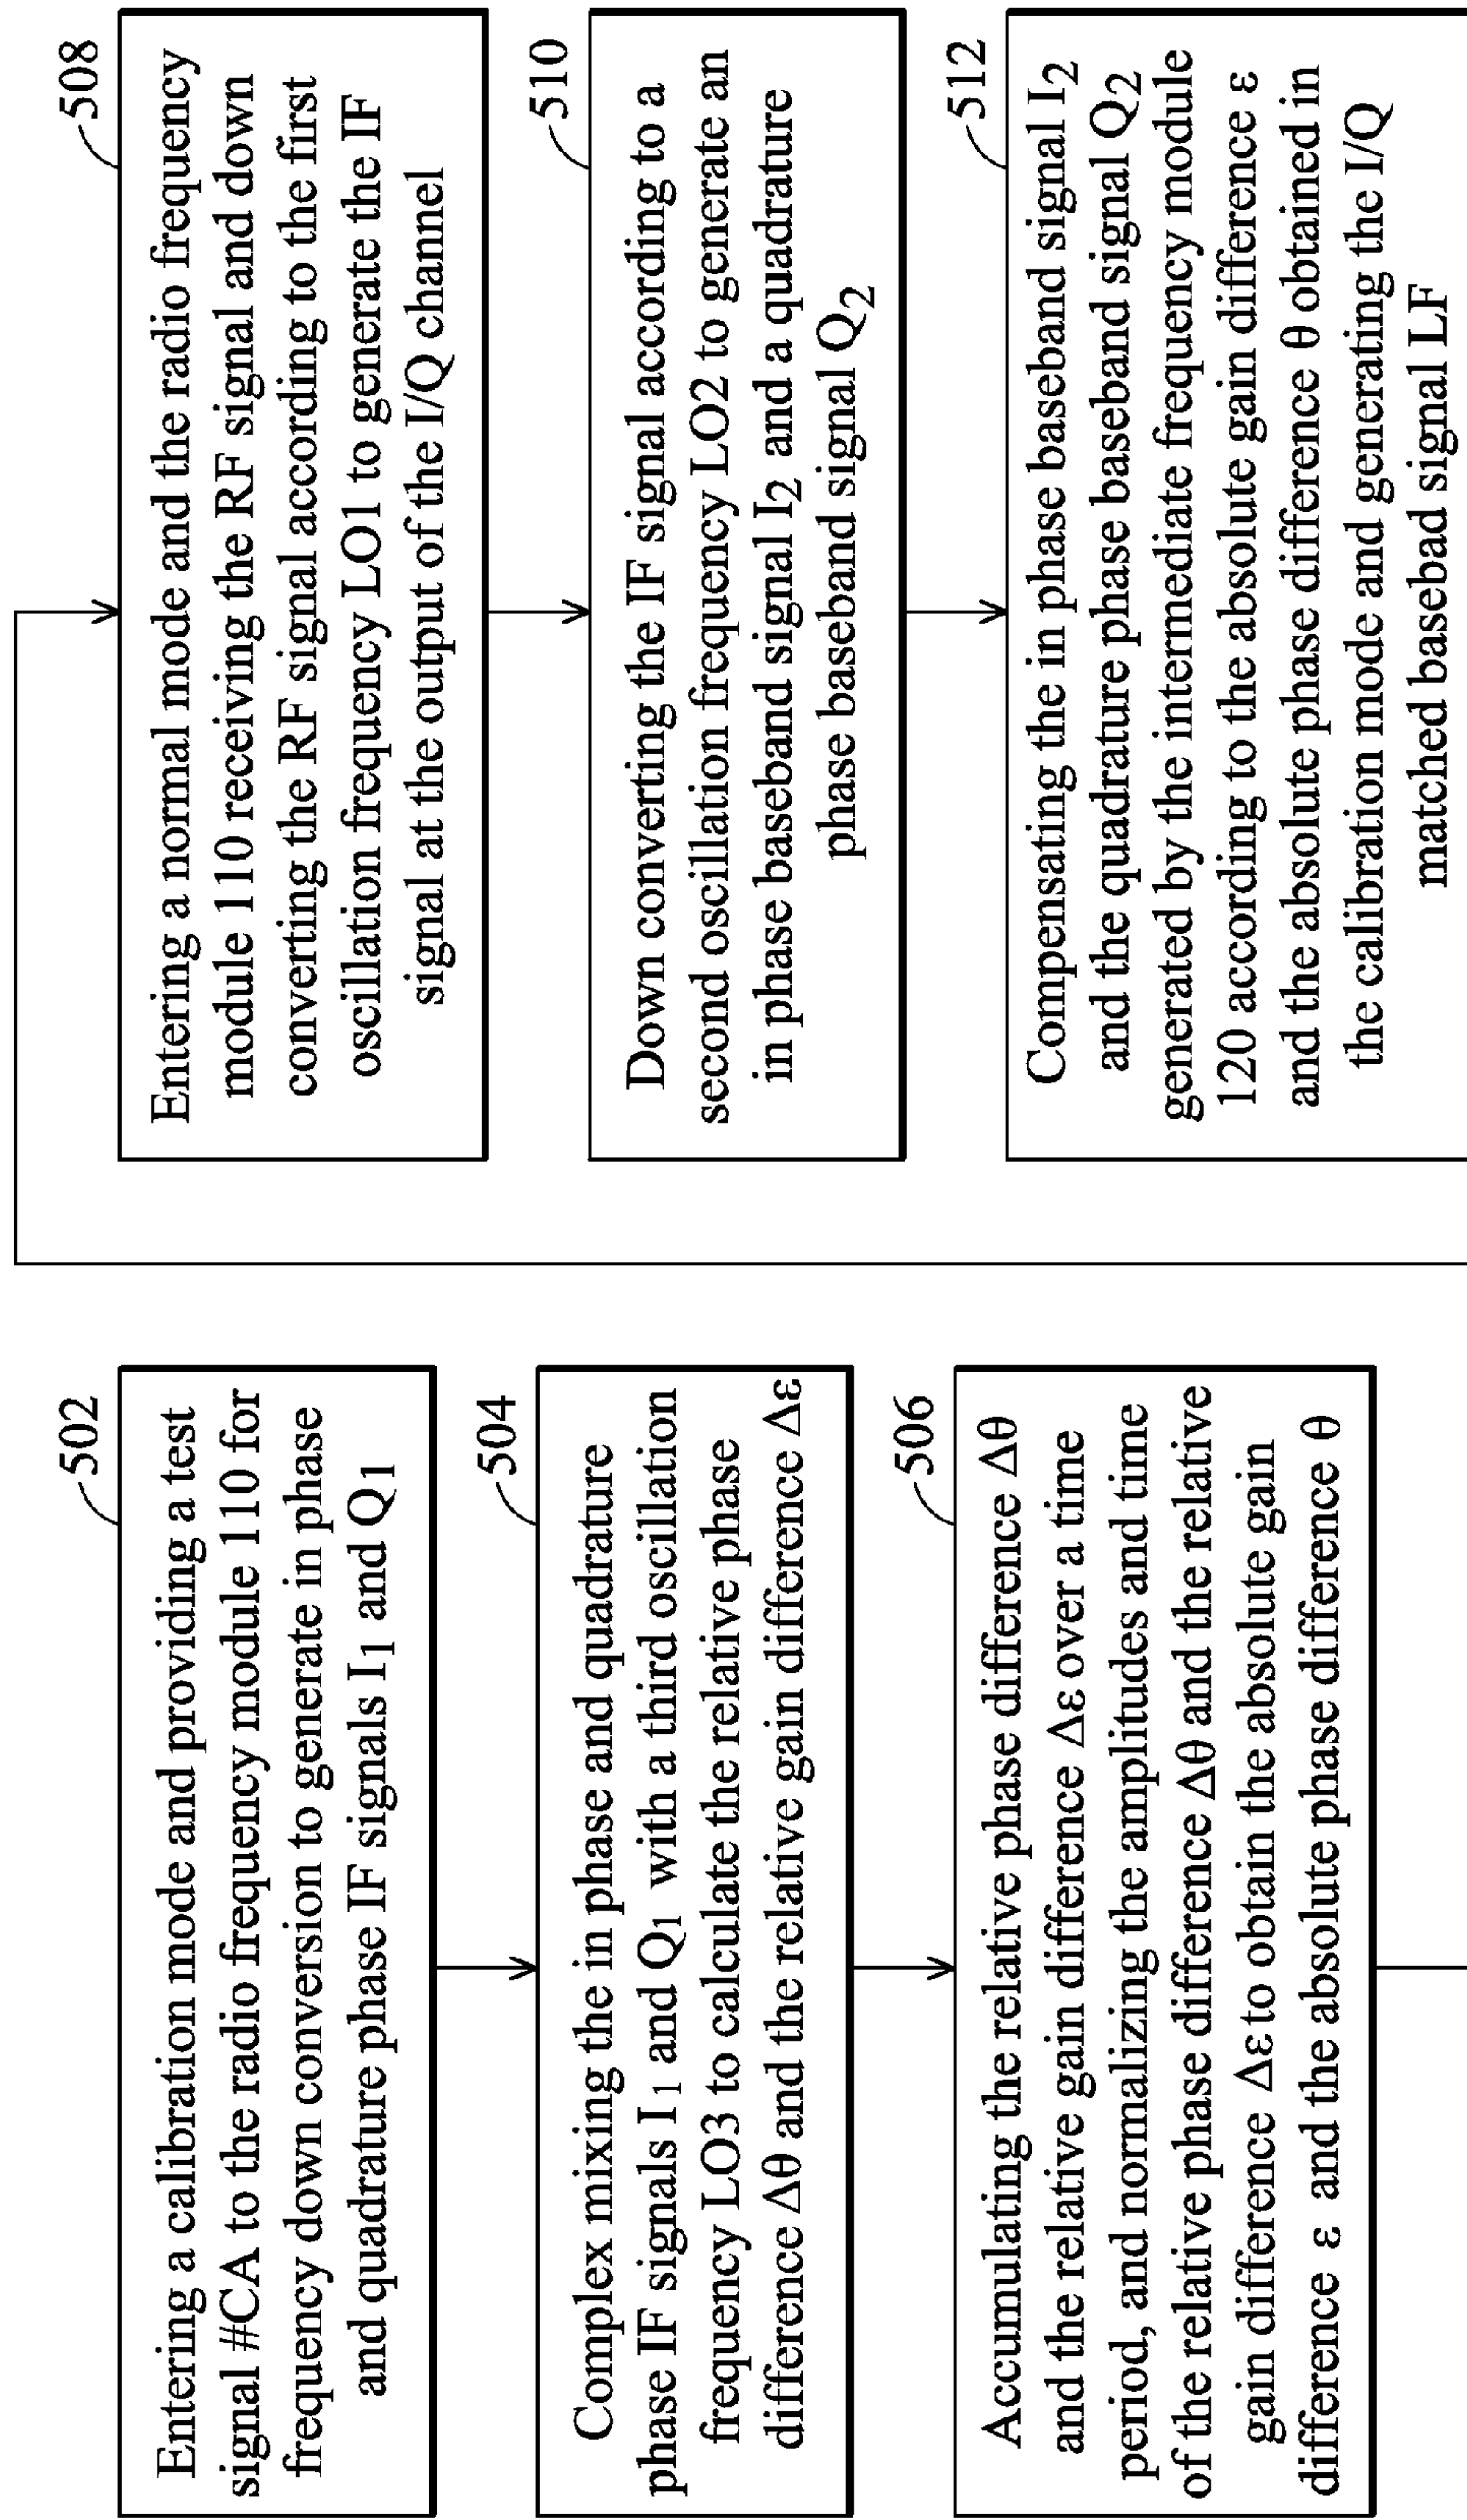 502
Entering a calibration mode and providing a test
signal #CA to the radio frequency module 110 for
frequency down conversion to generate in phase
and quadrature phase IF signals I1 and Q1
504
Complex mixing the in phase and quadrature
phase IF signals I1 and Q1 with a third oscillation
frequency LO3 to calculate the relative phase
difference Δθ and the relative gain difference Δε
506
Accumulating the relative phase difference Δθ
and the relative gain difference Δε over a time
period, and normalizing the amplitudes and time
of the relative phase difference Δθ and the relative
gain difference Δε to obtain the absolute gain
difference ε and the absolute phase difference θ
508
Entering a normal mode and the radio frequency
module 110 receiving the RF signal and down
converting the RF signal according to the first
oscillation frequency LO1 to generate the IF
signal at the output of the I/Q channel
510
Down converting the IF signal according to a
second oscillation frequency LO2 to generate an
in phase baseband signal I2 and a quadrature
phase baseband signal Q2
512
Compensating the in phase baseband signal I2
and the quadrature phase baseband signal Q2
generated by the intermediate frequency module
120 according to the absolute gain difference ε
and the absolute phase difference θ obtained in
the calibration mode and generating the I/Q
matched basebad signal LF